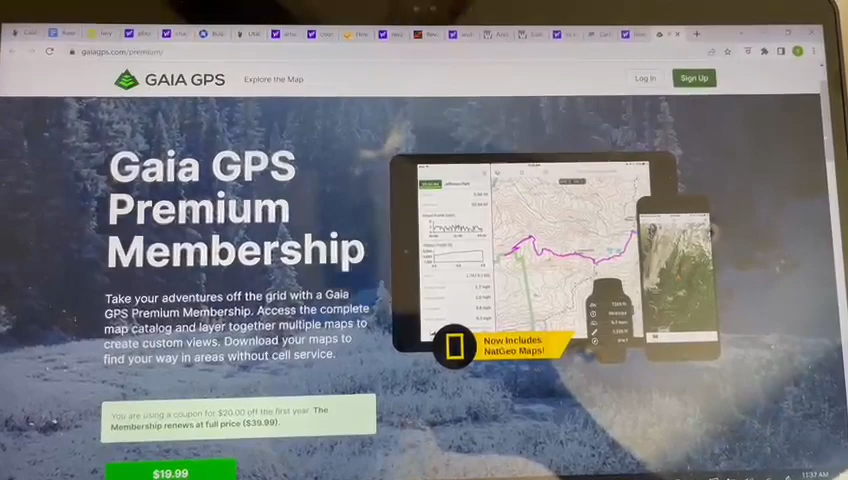 gaiagps.com/premium/
GAIA GPS
Explore the Map
Log In
Sign Up
Gaia GPS
Premium
Membership
Take your adventures off the grid with a Gaia
GPS Premium Membership. Access the complete
map catalog and layer together multiple maps to
create custom views. Download your maps to
find your way in areas without cell service.
Now Includes
NatGeo Maps!
You are using a coupon for $20.00 off the first year. The
Membership renews at full price ($39.99).
$19.99
11:37 AM